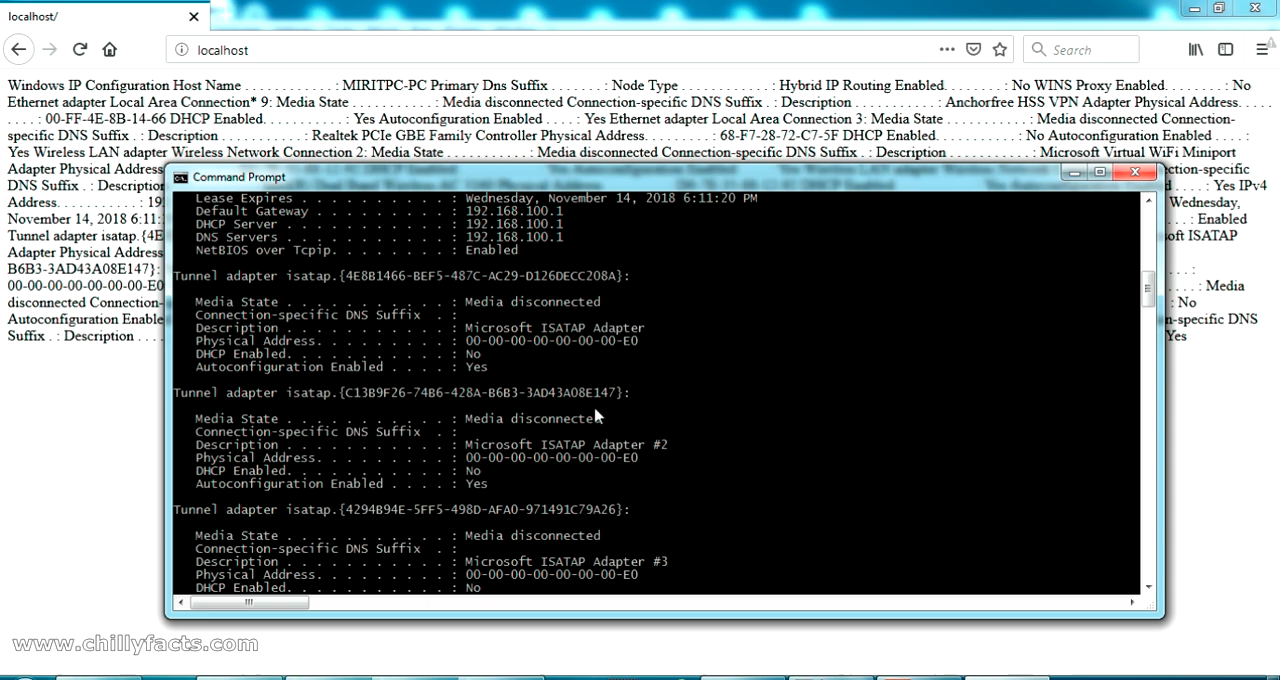 localhost/
localhost
Search
Windows IP Configuration Host Name . . . . . . . . . . . . : MIRITPC-PC Primary Dns Suffix . . . . . . . : Node Type . . . . . . . . . . . . : Hybrid IP Routing Enabled. . . . . . . . : No WINS Proxy Enabled. . . . . . . . : No
Ethernet adapter Local Area Connection* 9: Media State . . . . . . . . . . . : Media disconnected Connection-specific DNS Suffix . : Description . . . . . . . . . . . : Anchorfree HSS VPN Adapter Physical Address. . . . .
. . . . : 00-FF-4E-8B-14-66 DHCP Enabled. . . . . . . . . . . : Yes Autoconfiguration Enabled . . . . : Yes Ethernet adapter Local Area Connection 3: Media State . . . . . . . . . . . : Media disconnected Connection-
specific DNS Suffix . : Description . . . . . . . . . . . : Realtek PCIe GBE Family Controller Physical Address. . . . . . . . . : 68-F7-28-72-C7-5F DHCP Enabled. . . . . . . . . . . : No Autoconfiguration Enabled . . . . :
Yes Wireless LAN adapter Wireless Network Connection 2: Media State . . . . . . . . . . . : Media disconnected Connection-specific DNS Suffix . : Description . . . . . . . . . . . : Microsoft Virtual WiFi Miniport
Adapter Physical Address nnection-specific
DNS Suffix . : Description . . . . : Yes IPv4
Address. . . . . . . . . . . : 19 Wednesday,
November 14, 2018 6:11: : Enabled
Tunnel adapter isatap.{4E soft ISATAP
Adapter Physical Address
B6B3-3AD43A08E147}: . . . :
00-00-00-00-00-00-E0 . . . . : Media
disconnected Connection- : No
Autoconfiguration Enable n-specific DNS
Suffix . : Description . . . . Yes
Command Prompt
Lease Expires . . . . . . . . . . : Wednesday, November 14, 2018 6:11:20 PM
Default Gateway . . . . . . . . . : 192.168.100.1
DHCP Server . . . . . . . . . . . : 192.168.100.1
DNS Servers . . . . . . . . . . . : 192.168.100.1
NetBIOS over Tcpip. . . . . . . . : Enabled
Tunnel adapter isatap.{4E8B1466-BEF5-487C-AC29-D126DECC208A}:
Media State . . . . . . . . . . . : Media disconnected
Connection-specific DNS Suffix . :
Description . . . . . . . . . . . : Microsoft ISATAP Adapter
Physical Address. . . . . . . . . : 00-00-00-00-00-00-E0
DHCP Enabled. . . . . . . . . . . : No
Autoconfiguration Enabled . . . . : Yes
Tunnel adapter isatap.{C13B9F26-74B6-428A-B6B3-3AD43A08E147}:
Media State . . . . . . . . . . . : Media disconnected
Connection-specific DNS Suffix . :
Description . . . . . . . . . . . : Microsoft ISATAP Adapter #2
Physical Address. . . . . . . . . : 00-00-00-00-00-00-E0
DHCP Enabled. . . . . . . . . . . : No
Autoconfiguration Enabled . . . . : Yes
Tunnel adapter isatap.{4294B94E-5FF5-498D-AFA0-971491C79A26}:
Media State . . . . . . . . . . . : Media disconnected
Connection-specific DNS Suffix . :
Description . . . . . . . . . . . : Microsoft ISATAP Adapter #3
Physical Address. . . . . . . . . : 00-00-00-00-00-00-E0
DHCP Enabled. . . . . . . . . . . : No
www.chillyfacts.com